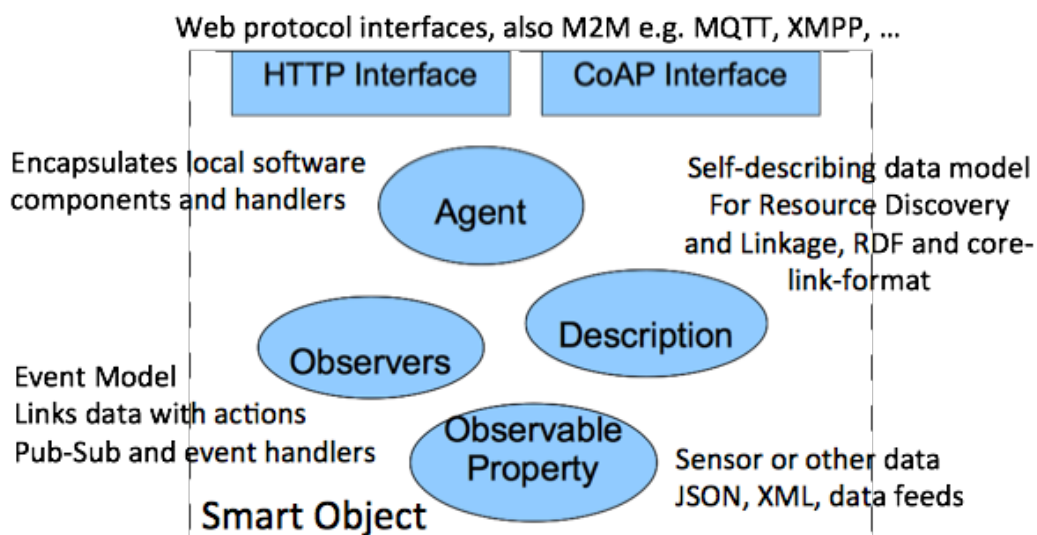 Web protocol interfaces, also M2M e.g. MQTT, XMPP, ...
HTTP Interface
CoAP Interface
Encapsulates local software
components and handlers
Agent
Self-describing data model
For Resource Discovery
and Linkage, RDF and core-
link-format
Observers
Description
Event Model
Links data with actions
Pub-Sub and event handlers
Observable
Property
Sensor or other data
JSON, XML, data feeds
Smart Object